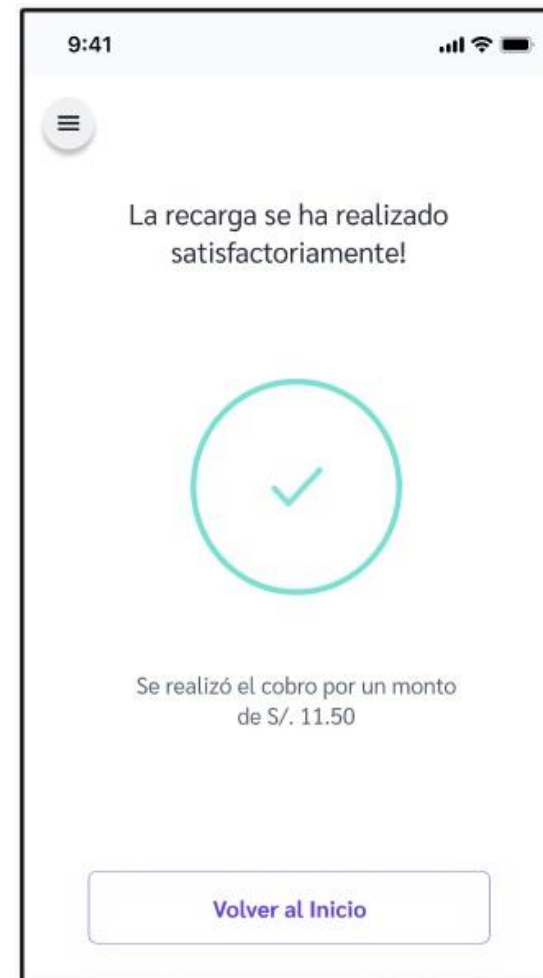 9:41
La recarga se ha realizado
satisfactoriamente!
Se realizó el cobro por un monto
de S/. 11.50
Volver al Inicio